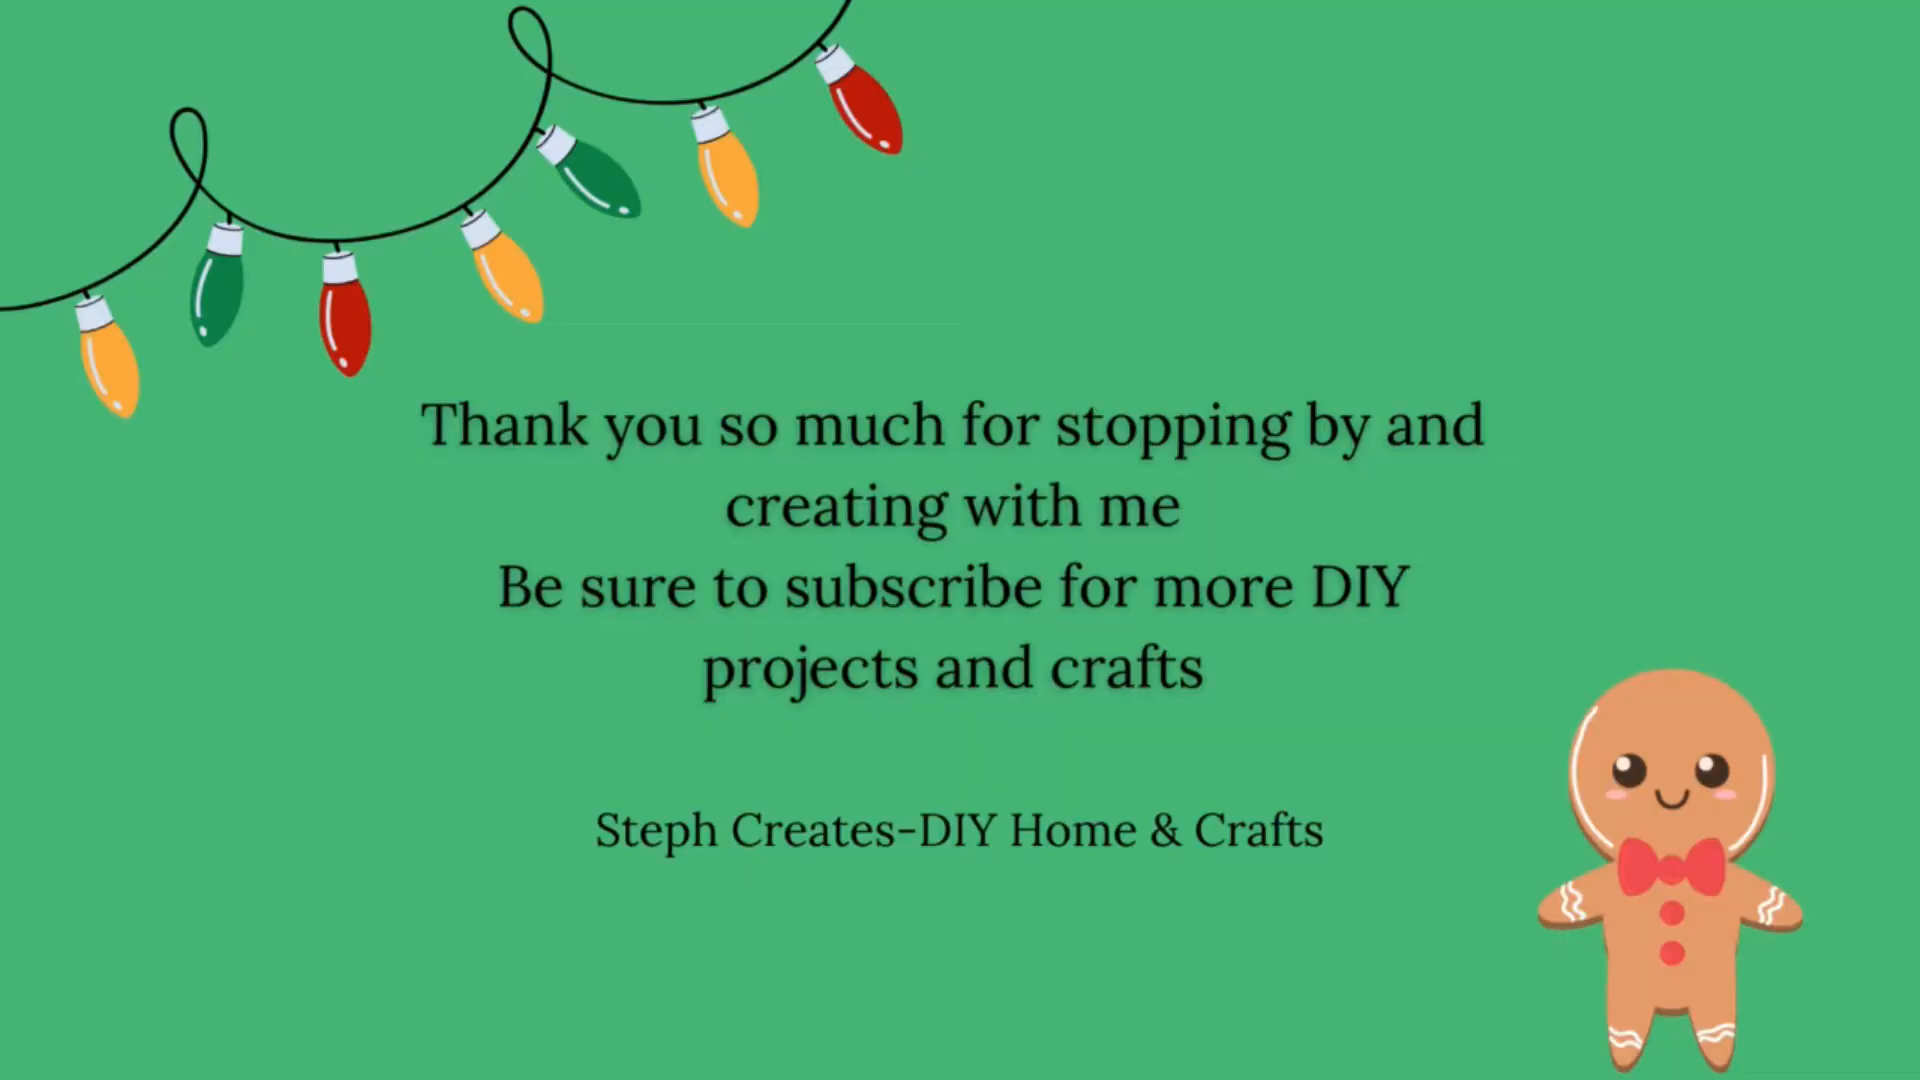 Thank you so much for stopping by and
creating with me
Be sure to subscribe for more DIY
projects and crafts
Steph Creates-DIY Home & Crafts